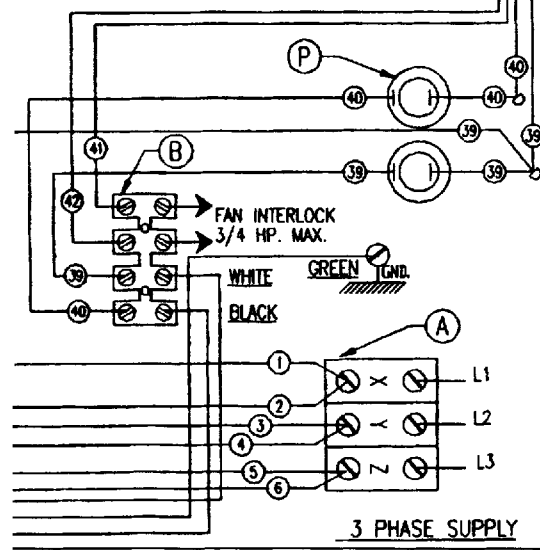 P
40
40
40
39
39
41
B
39
39
42
FAN INTERLOCK
3/4 HP. MAX.
39
WHITE
GREEN
GND.
40
BLACK
A
1
X
L1
2
3
Y
L2
4
5
Z
L3
6
3 PHASE SUPPLY